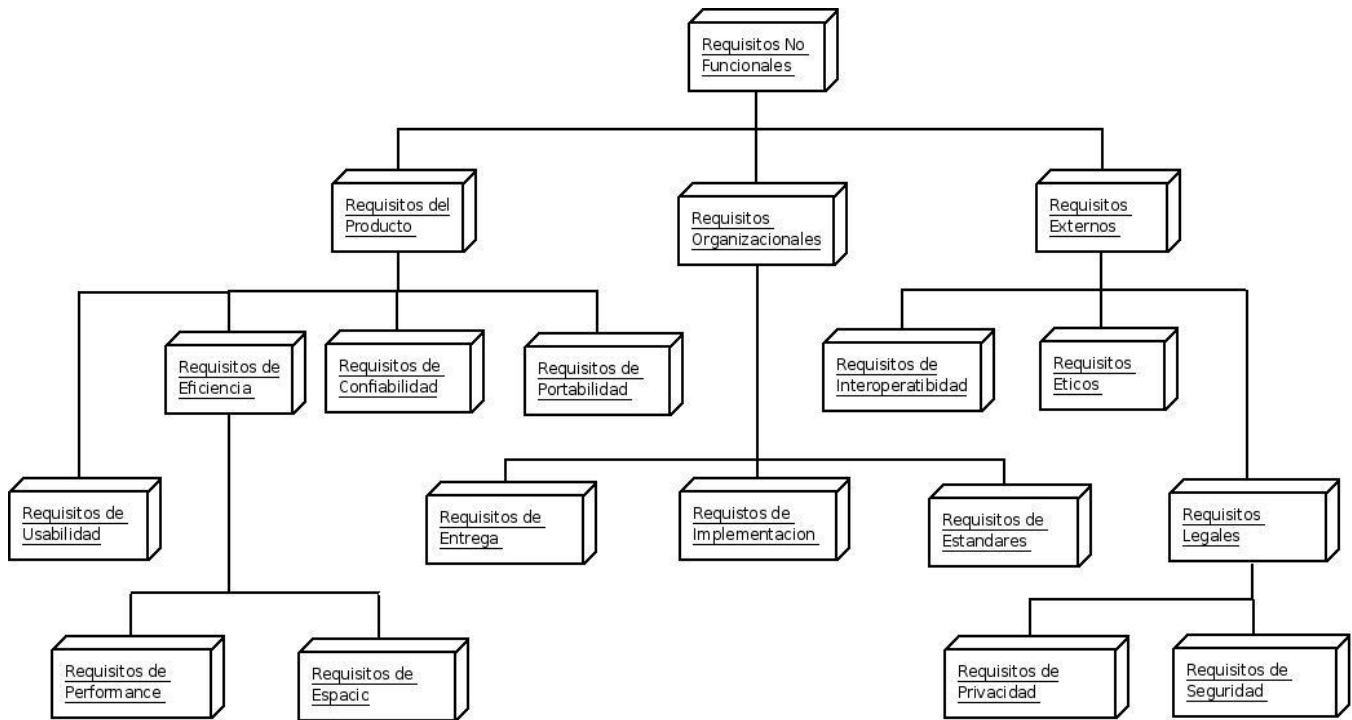 Requisitos No
Funcionales
Requisitos del
Producto
Requisitos
Organizacionales
Requisitos
Externos
Requisitos de
Eficiencia
Requisitos de
Confiabilidad
Requisitos de
Portabilidad
Requisitos de
Interoperatibidad
Requisitos
Eticos
Requisitos de
Usabilidad
Requisitos de
Entrega
Requistos de
Implementacion
Requisitos de
Estandares
Requisitos
Legales
Requisitos de
Performance
Requisitos de
Espacic
Requisitos de
Privacidad
Requisitos de
Seguridad